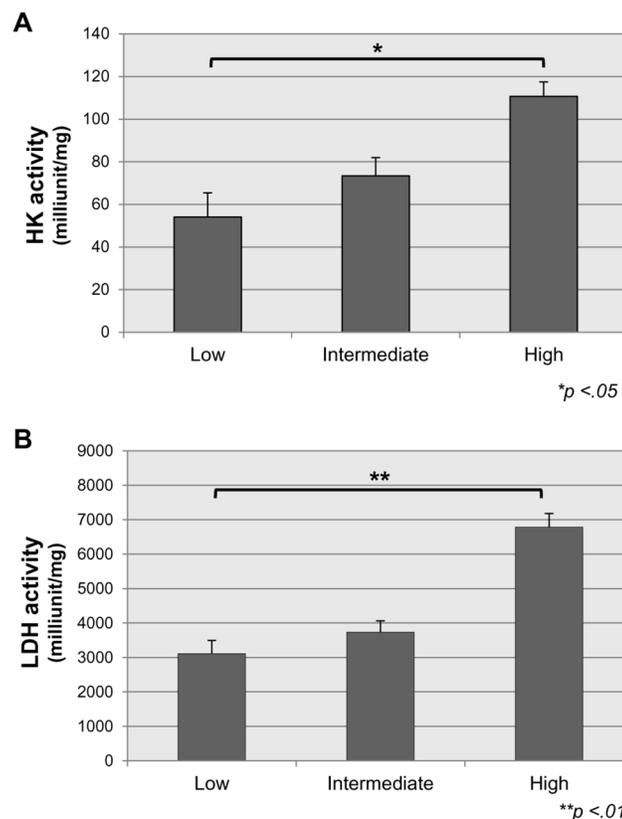 A
140
120
100
80
60
40
20
0
HK activity
(milliunit/mg)
*
Low Intermediate High
*p <.05
B
9000
8000
7000
6000
5000
4000
3000
2000
1000
0
LDH activity
(milliunit/mg)
**
Low Intermediate High
**p <.01